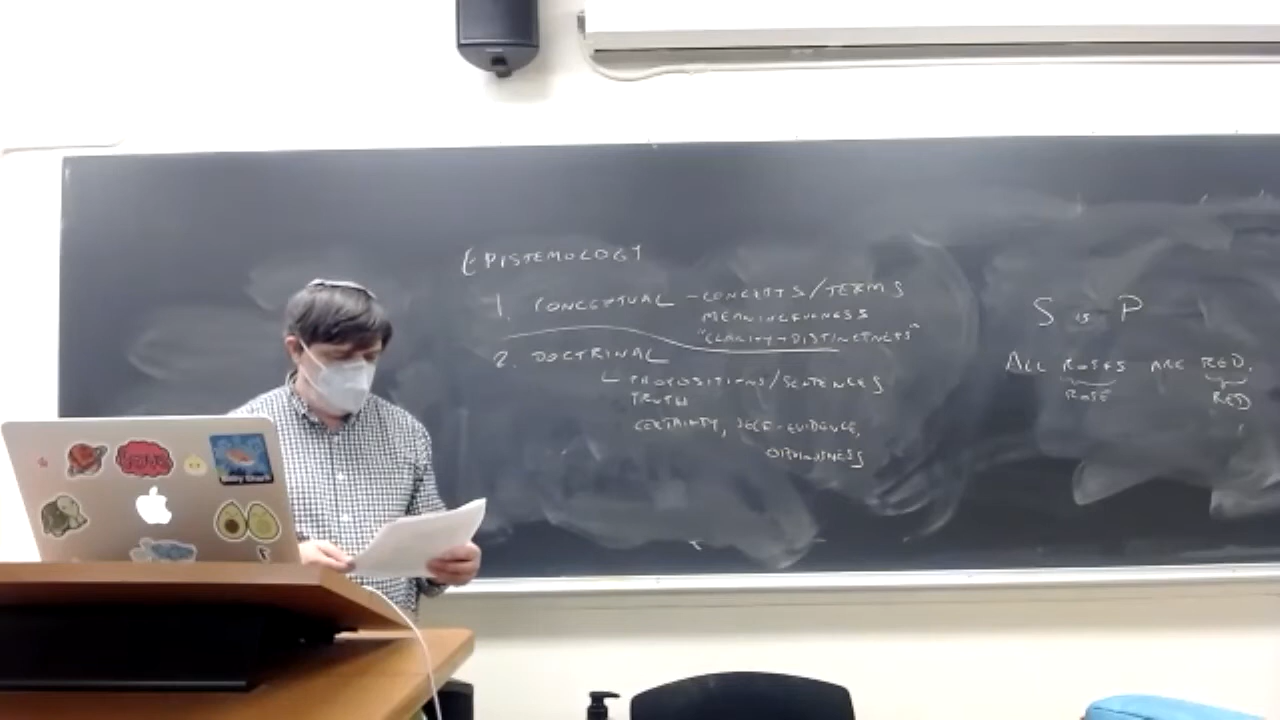 EPISTEMOLOGY
1. CONCEPTUAL - CONCEPTS/TERMS
MEANINGFULNESS
"CLARITY + DISTINCTNESS"
2. DOCTRINAL
PROPOSITIONS/SENTENCES
TRUTH
CERTAINTY, SELF-EVIDENCE,
OBVIOUSNESS
S is P
ALL ROSES ARE RED.
ROSE RED